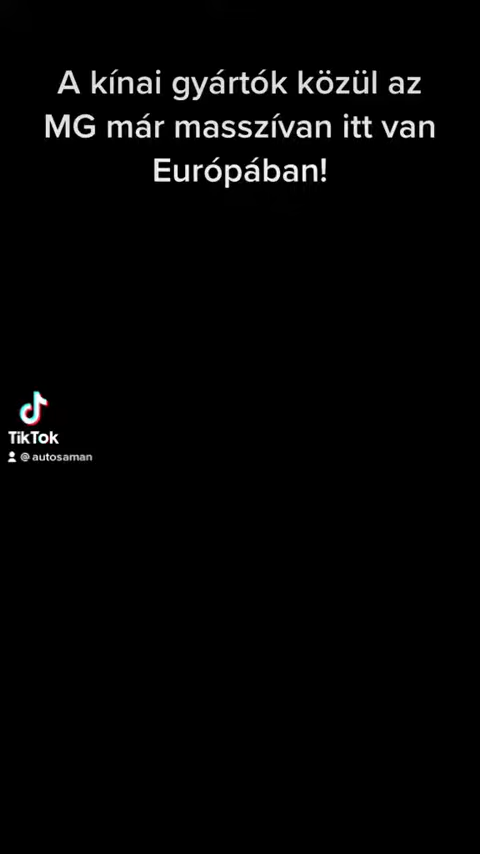 A kínai gyártók közül az
MG már masszívan itt van
Európában!
TikTok
@autosaman